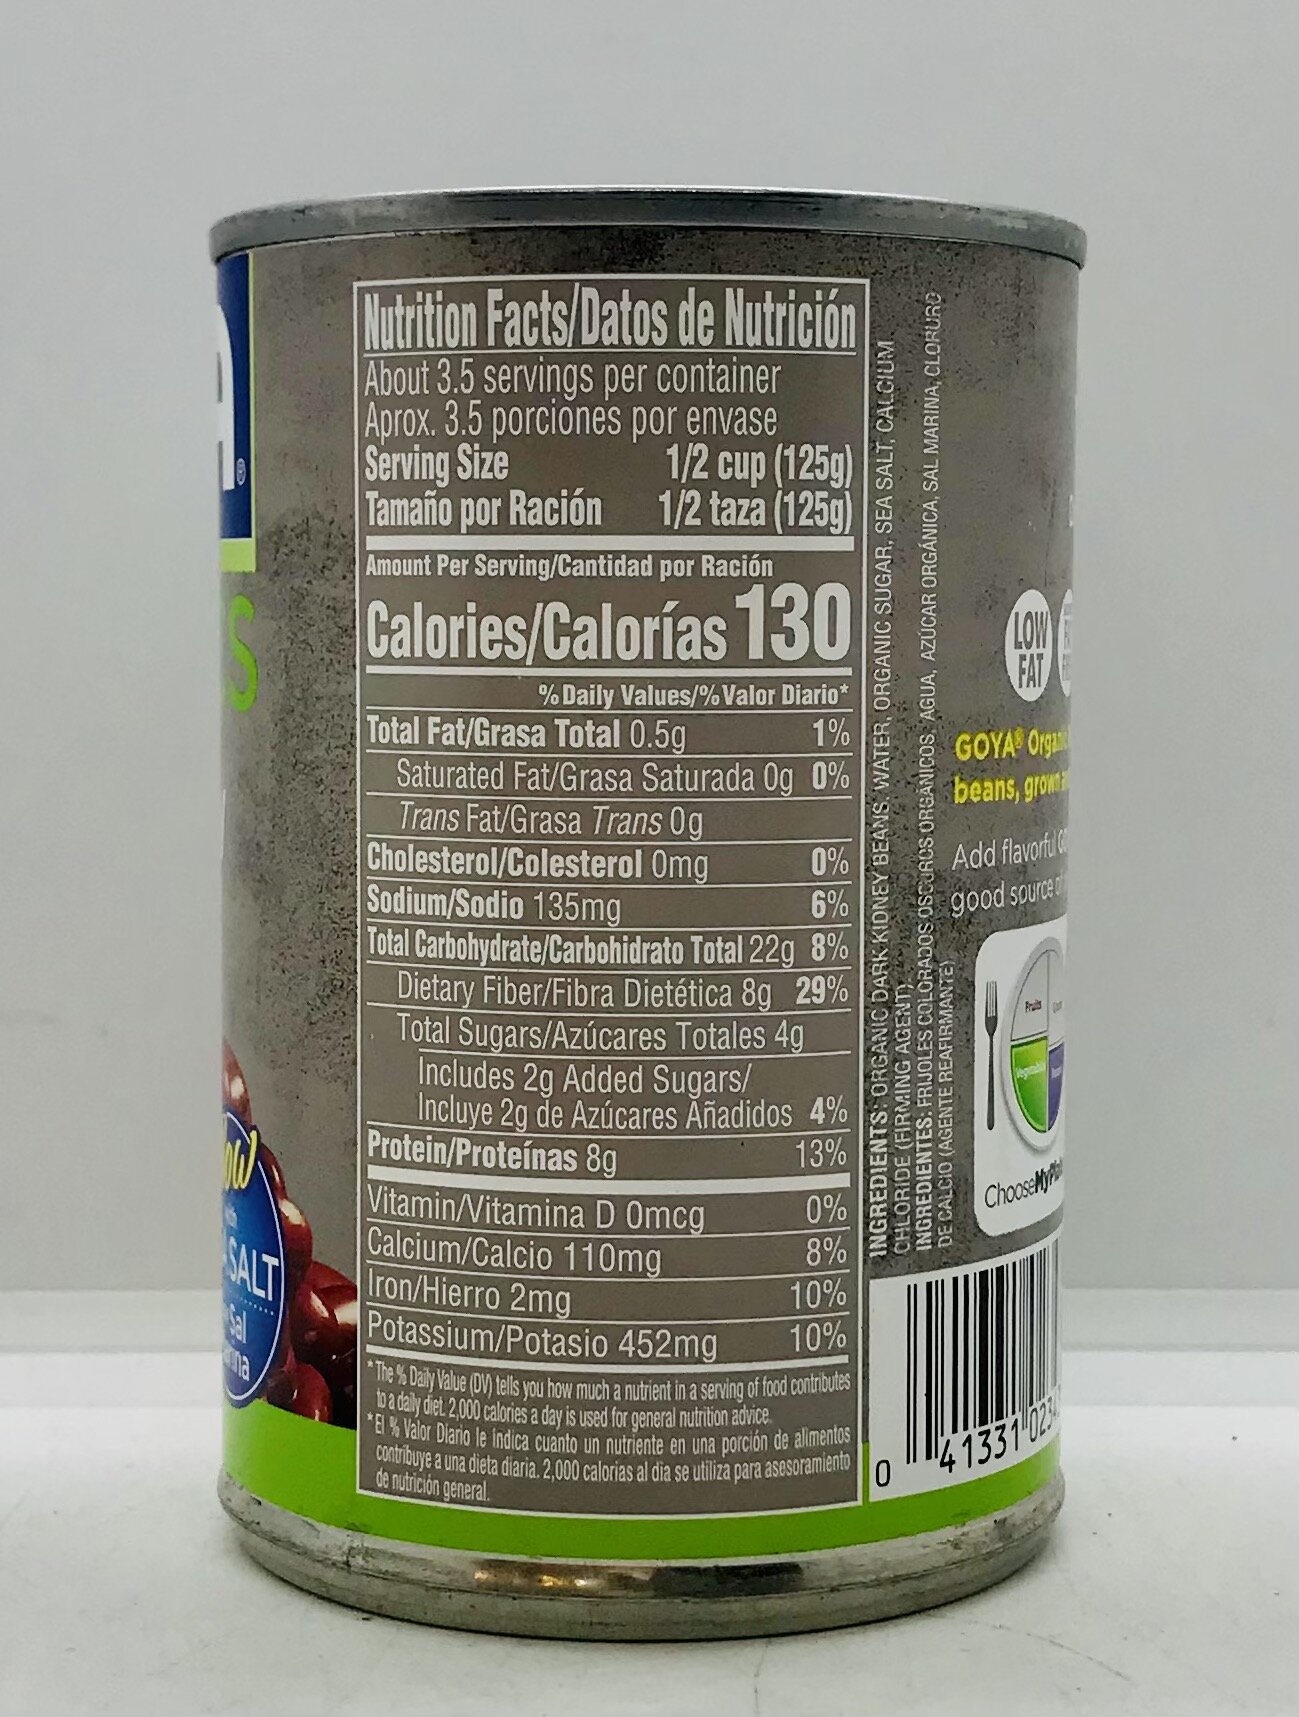 Nutrition Facts/Datos de Nutrición
About 3.5 servings per container
Aprox. 3.5 porciones por envase
Serving Size 1/2 cup (125g)
Tamaño por Ración 1/2 taza (125g)
Amount Per Serving/Cantidad por Ración
Calories/Calorías 130
% Daily Values/% Valor Diario*
Total Fat/Grasa Total 0.5g 1%
Saturated Fat/Grasa Saturada 0g 0%
Trans Fat/Grasa Trans 0g
Cholesterol/Colesterol 0mg 0%
Sodium/Sodio 135mg 6%
Total Carbohydrate/Carbohidrato Total 22g 8%
Dietary Fiber/Fibra Dietética 8g 29%
Total Sugars/Azúcares Totales 4g
Includes 2g Added Sugars/
Incluye 2g de Azúcares Añadidos 4%
Protein/Proteínas 8g 13%
Vitamin/Vitamina D 0mcg 0%
Calcium/Calcio 110mg 8%
Iron/Hierro 2mg 10%
Potassium/Potasio 452mg 10%
*The % Daily Value (DV) tells you how much a nutrient in a serving of food contributes
to a daily diet. 2,000 calories a day is used for general nutrition advice.
*El % Valor Diario le indica cuanto un nutriente en una porción de alimentos
contribuye a una dieta diaria. 2,000 calorías al dia se utiliza para asesoramiento
de nutrición general.
INGREDIENTS: ORGANIC DARK KIDNEY BEANS, WATER, ORGANIC SUGAR, SEA SALT, CALCIUM
CHLORIDE (FIRMING AGENT).
INGREDIENTES: FRIJOLES COLORADOS OSCUROS ORGÁNICOS, AGUA, AZÚCAR ORGÁNICA, SAL MARINA, CLORURO
DE CALCIO (AGENTE REAFIRMANTE).
LOW
FAT
GOYA® Organic
beans, grown
Add flavorful
good source of
Fruits
Vegetables
ChooseMyPlate
0 41331 023
SALT
Sal
®
S